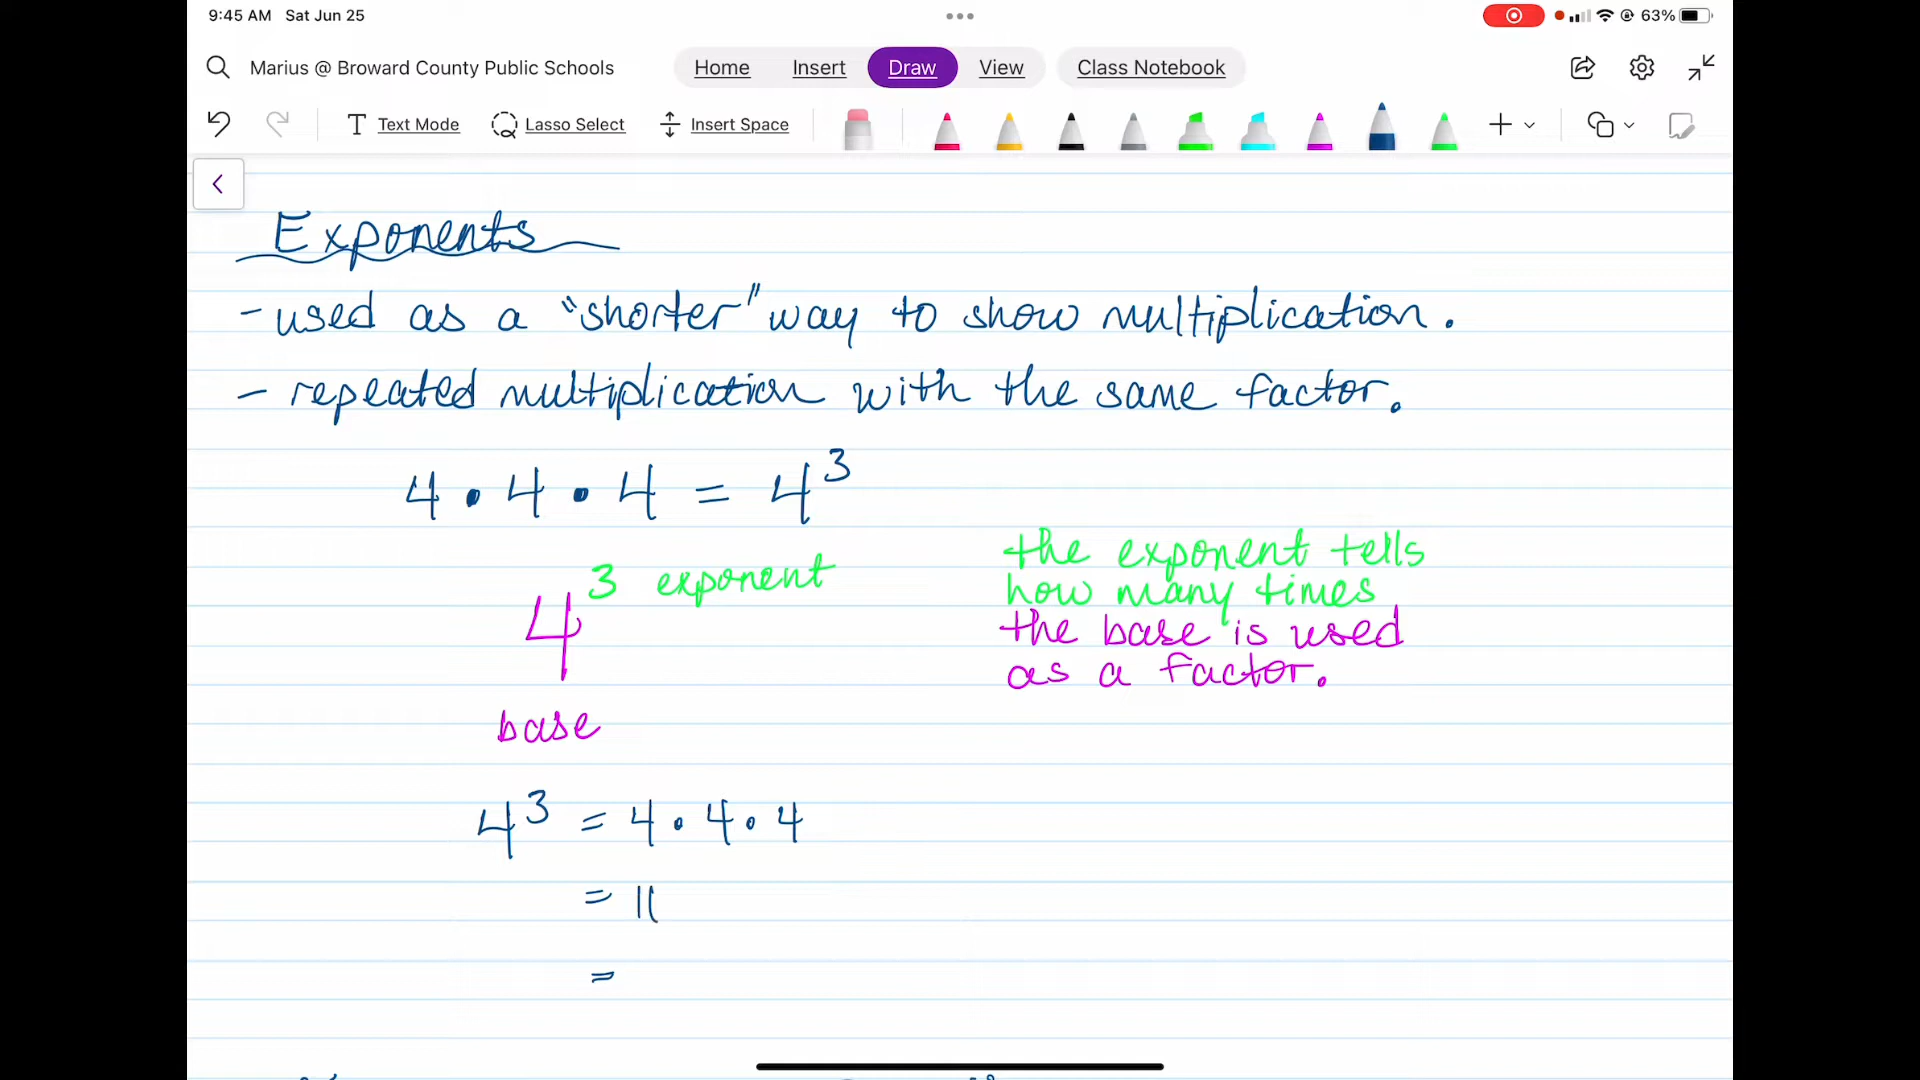 9:45 AM Sat Jun 25
63%
Marius @ Broward County Public Schools
Home Insert Draw View Class Notebook
Text Mode Lasso Select Insert Space
Exponents
- used as a "shorter" way to show multiplication.
- repeated multiplication with the same factor.
4 • 4 • 4 = 4³
4³ exponent
base
the exponent tells
how many times
the base is used
as a factor.
4³ = 4 • 4 • 4
=
=